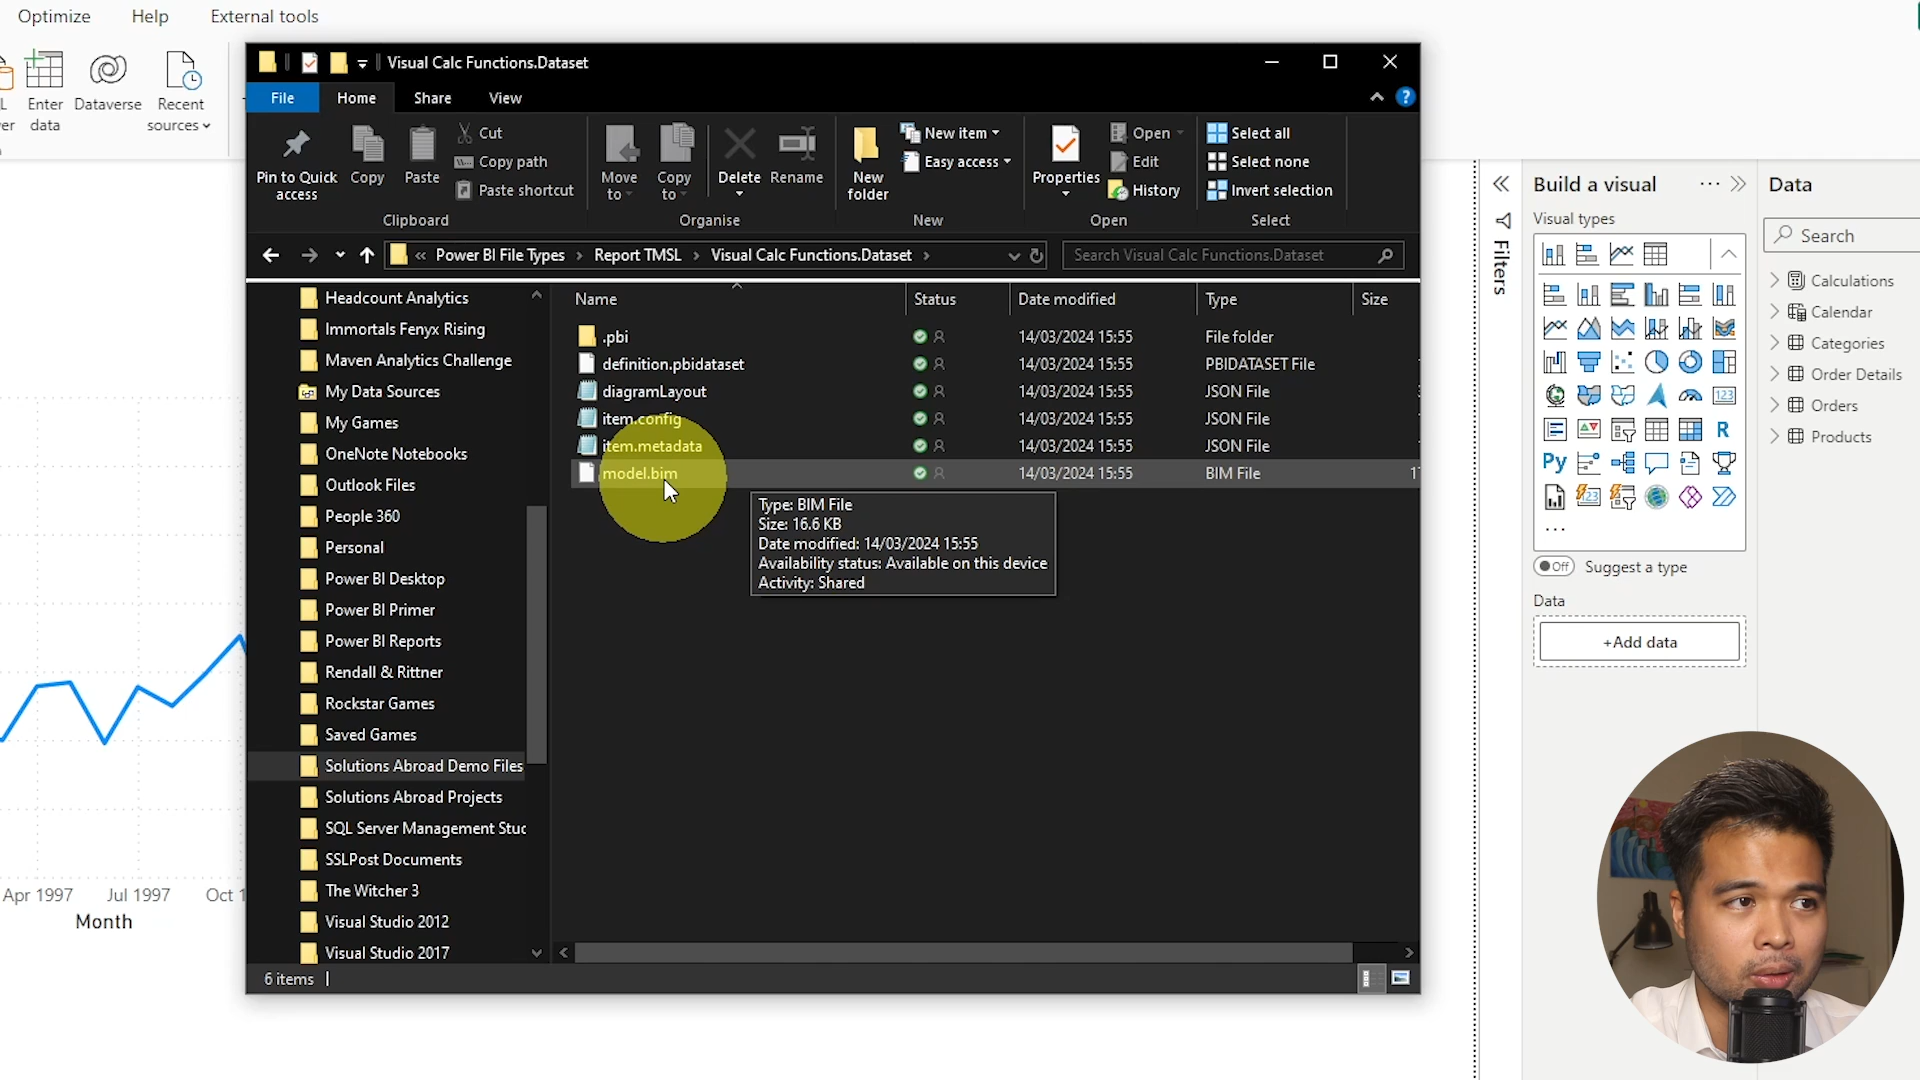 Optimize
Help
External tools
Enter data
Dataverse
Recent sources
Visual Calc Functions.Dataset
File
Home
Share
View
Pin to Quick access
Copy
Paste
Cut
Copy path
Paste shortcut
Clipboard
Move to
Copy to
Delete
Rename
Organise
New folder
New item
Easy access
New
Properties
Open
Edit
History
Open
Select all
Select none
Invert selection
Select
« Power BI File Types › Report TMSL › Visual Calc Functions.Dataset ›
Search Visual Calc Functions.Dataset
Headcount Analytics
Immortals Fenyx Rising
Maven Analytics Challenge
My Data Sources
My Games
OneNote Notebooks
Outlook Files
People 360
Personal
Power BI Desktop
Power BI Primer
Power BI Reports
Rendall & Rittner
Rockstar Games
Saved Games
Solutions Abroad Demo Files
Solutions Abroad Projects
SQL Server Management Stuc
SSLPost Documents
The Witcher 3
Visual Studio 2012
Visual Studio 2017
Name Status Date modified Type Size
.pbi 14/03/2024 15:55 File folder
definition.pbidataset 14/03/2024 15:55 PBIDATASET File
diagramLayout 14/03/2024 15:55 JSON File
item.config 14/03/2024 15:55 JSON File
item.metadata 14/03/2024 15:55 JSON File
model.bim 14/03/2024 15:55 BIM File
Type: BIM File
Size: 16.6 KB
Date modified: 14/03/2024 15:55
Availability status: Available on this device
Activity: Shared
6 items
Apr 1997 Jul 1997 Oct
Month
Filters
Build a visual
Visual types
123
R
Py
123
Off Suggest a type
Data
+Add data
Data
Search
Calculations
Calendar
Categories
Order Details
Orders
Products